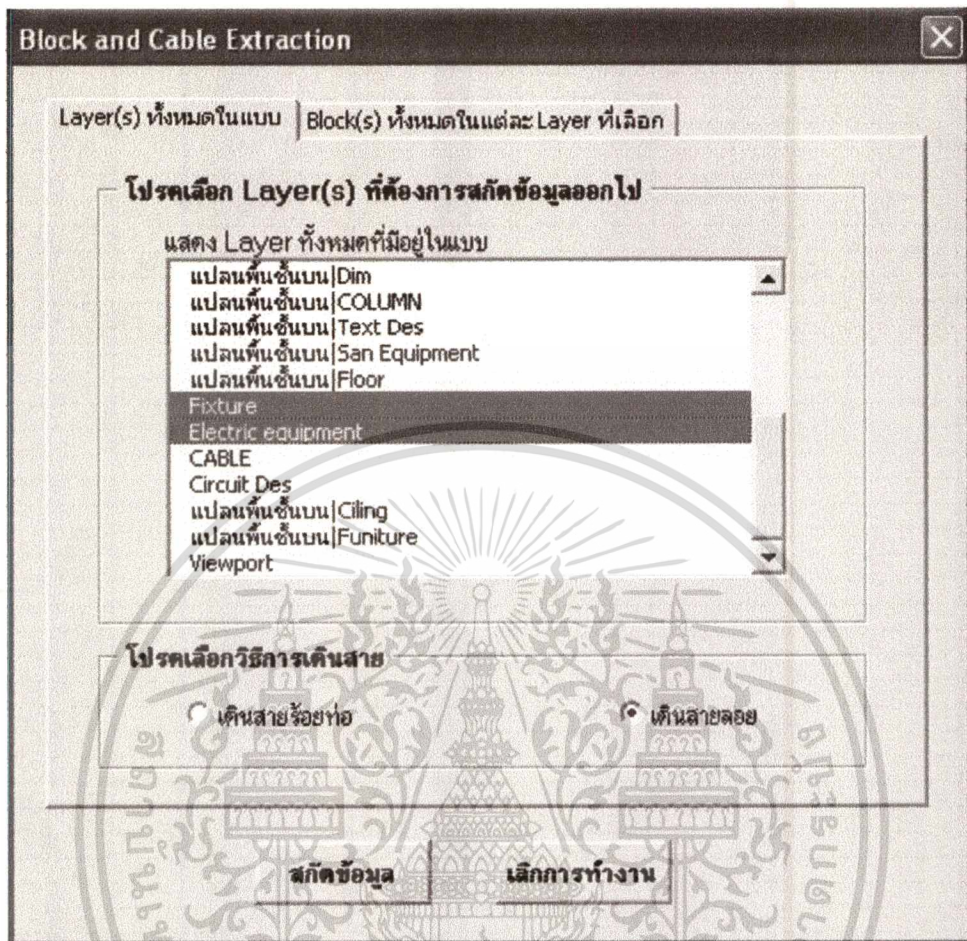 Block and Cable Extraction
Layer(s) ทั้งหมดในแบบ
Block(s) ทั้งหมดในแต่ละ Layer ที่เลือก
โปรดเลือก Layer(s) ที่ต้องการสกัดข้อมูลออกไป
แสดง Layer ทั้งหมดที่มีอยู่ในแบบ
แปลนพื้นชั้นบน|Dim
แปลนพื้นชั้นบน|COLUMN
แปลนพื้นชั้นบน|Text Des
แปลนพื้นชั้นบน|San Equipment
แปลนพื้นชั้นบน|Floor
Fixture
Electric equipment
CABLE
Circuit Des
แปลนพื้นชั้นบน|Ciling
แปลนพื้นชั้นบน|Funiture
Viewport
โปรดเลือกวิธีการเดินสาย
เดินสายร้อยท่อ
เดินสายลอย
สกัดข้อมูล
เลิกการทำงาน